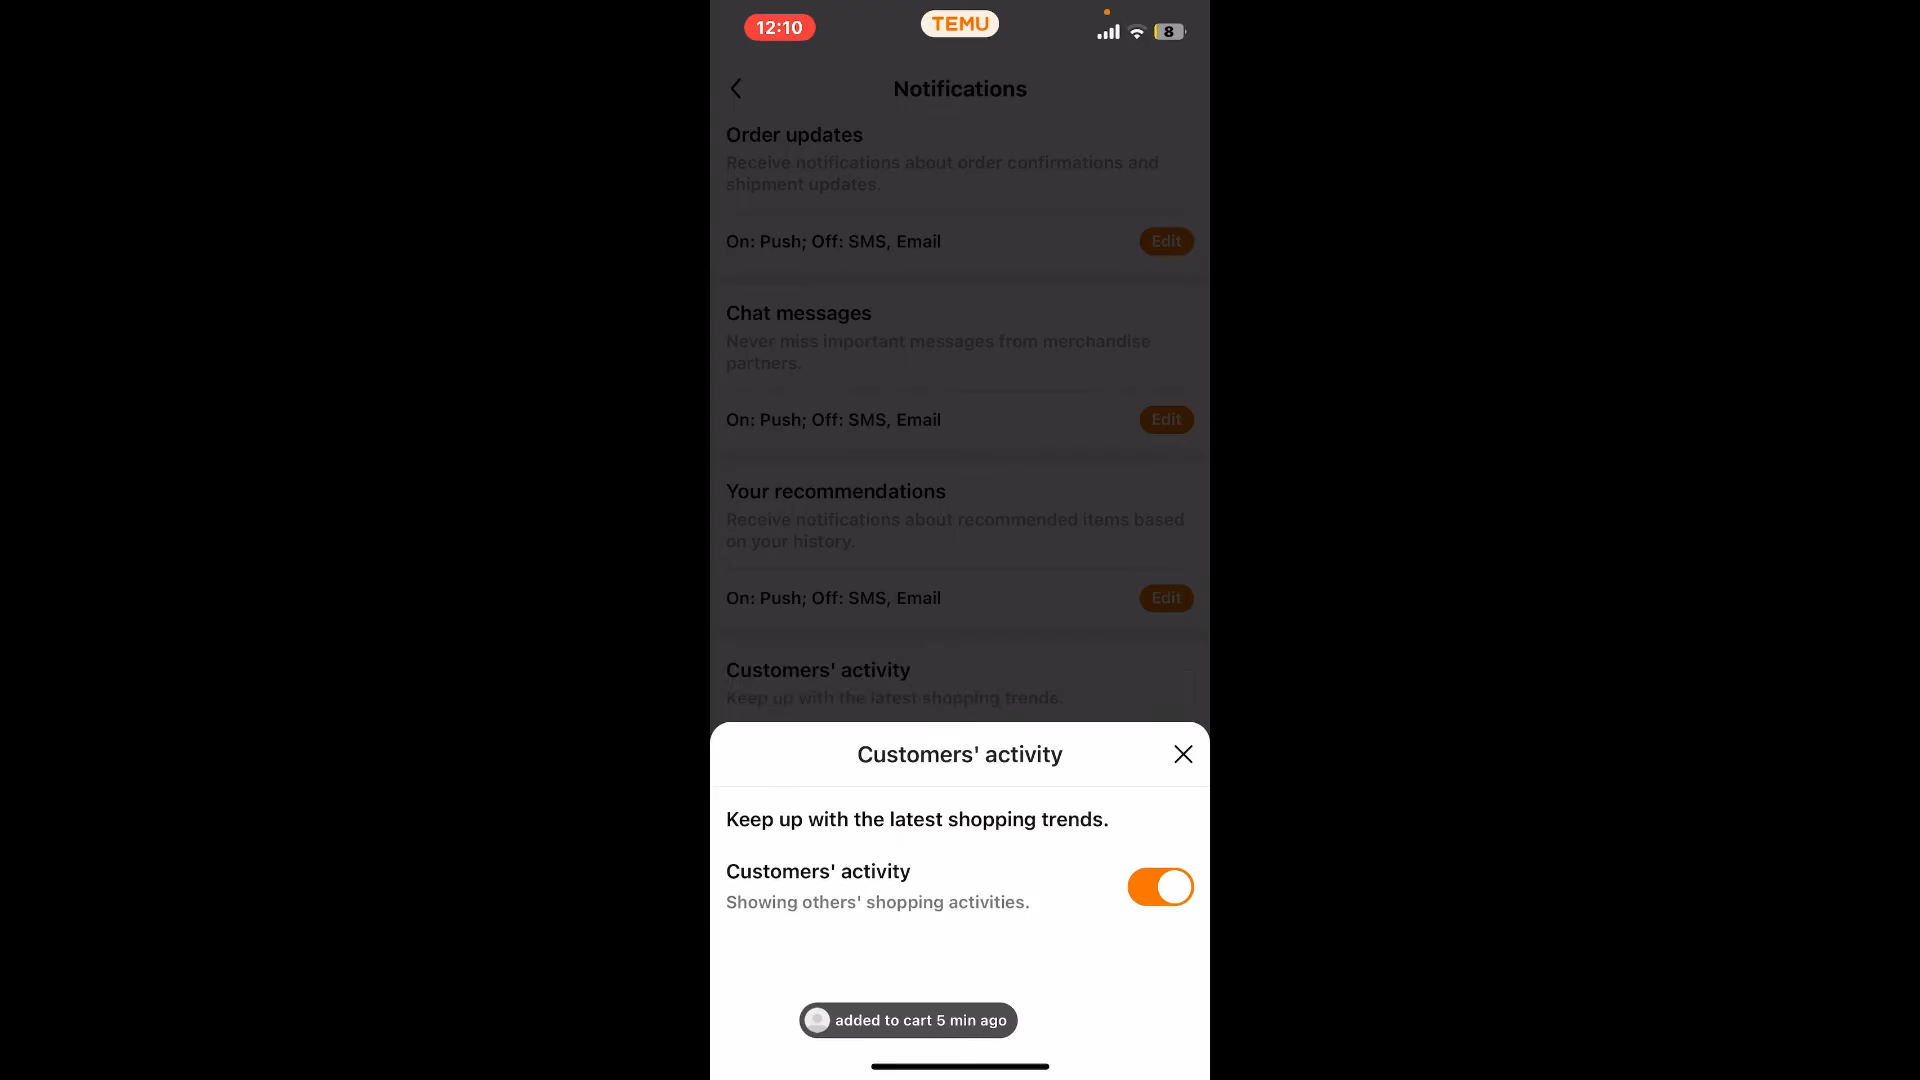 12:10
TEMU
8
Notifications
Order updates
Receive notifications about order confirmations and
shipment updates.
On: Push; Off: SMS, Email
Edit
Chat messages
Never miss important messages from merchandise
partners.
On: Push; Off: SMS, Email
Edit
Your recommendations
Receive notifications about recommended items based
on your history.
On: Push; Off: SMS, Email
Edit
Customers' activity
Keep up with the latest shopping trends.
Customers' activity
Keep up with the latest shopping trends.
Customers' activity
Showing others' shopping activities.
added to cart 5 min ago